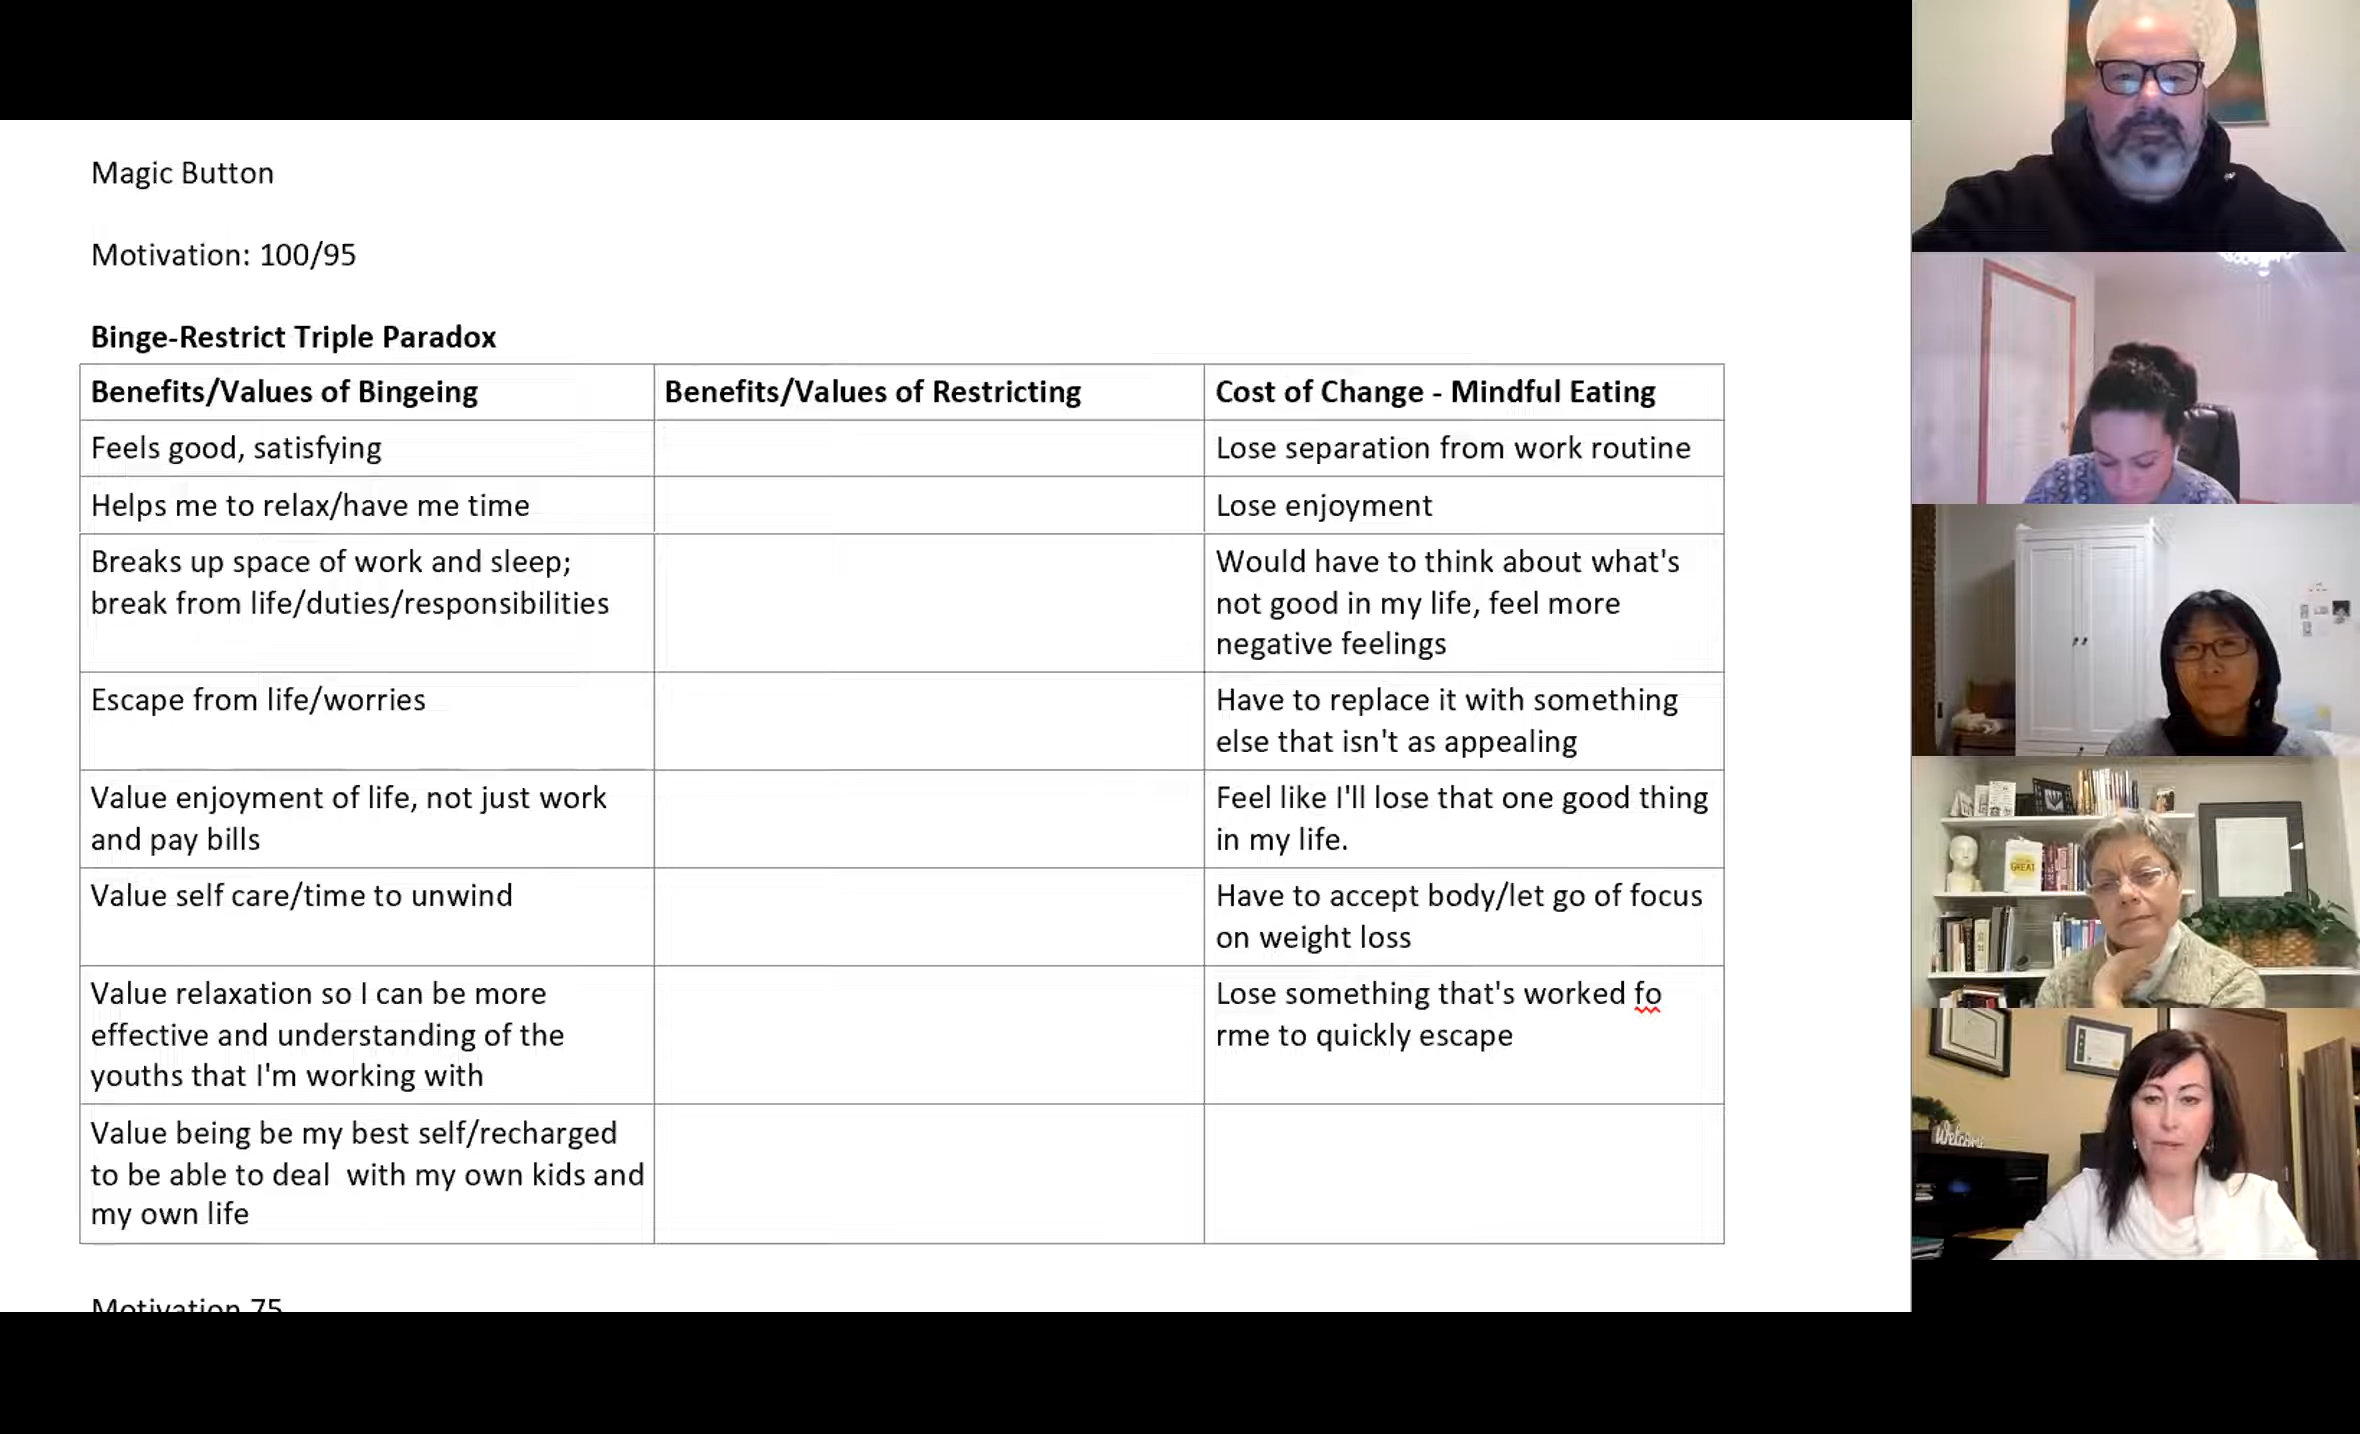 Magic Button
Motivation: 100/95
Binge-Restrict Triple Paradox
Benefits/Values of Bingeing
Benefits/Values of Restricting
Cost of Change - Mindful Eating
Feels good, satisfying
Lose separation from work routine
Helps me to relax/have me time
Lose enjoyment
Breaks up space of work and sleep;
break from life/duties/responsibilities
Would have to think about what's
not good in my life, feel more
negative feelings
Escape from life/worries
Have to replace it with something
else that isn't as appealing
Value enjoyment of life, not just work
and pay bills
Feel like I'll lose that one good thing
in my life.
Value self care/time to unwind
Have to accept body/let go of focus
on weight loss
Value relaxation so I can be more
effective and understanding of the
youths that I'm working with
Lose something that's worked fo
rme to quickly escape
Value being be my best self/recharged
to be able to deal  with my own kids and
my own life
Motivation 75
GREAT
Welcome